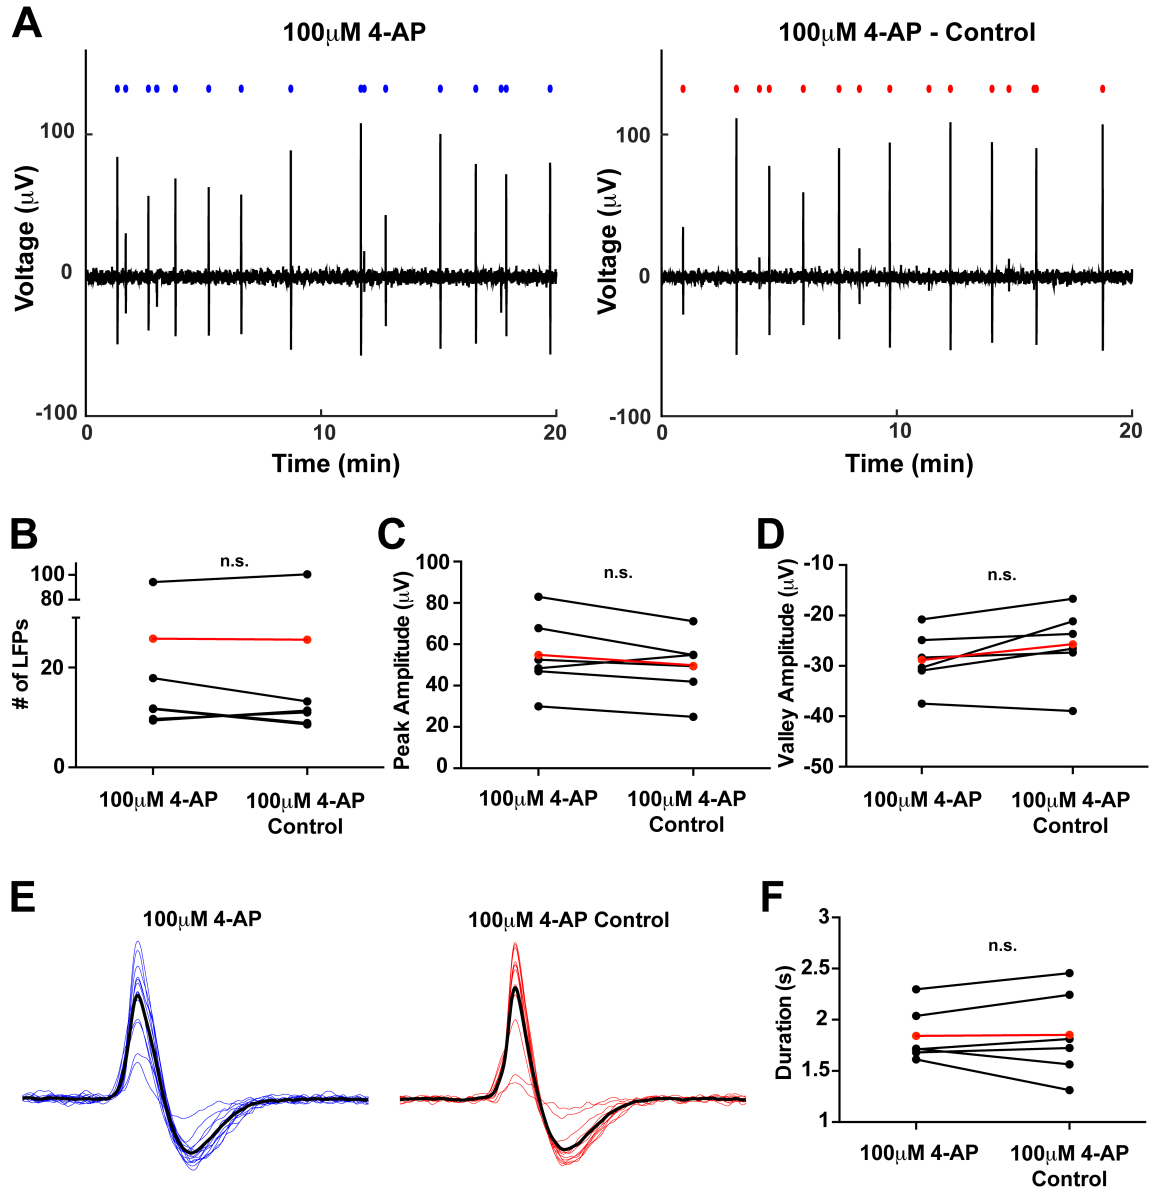 A
100μM 4-AP
100μM 4-AP - Control
Voltage (μV)
100
0
-100
0
10
20
Time (min)
Voltage (μV)
100
0
-100
0
10
20
Time (min)
B
n.s.
# of LFPs
100
80
20
0
100μM 4-AP
100μM 4-AP
Control
C
n.s.
Peak Amplitude (μV)
100
80
60
40
20
0
100μM 4-AP
100μM 4-AP
Control
D
n.s.
Valley Amplitude (μV)
-10
-20
-30
-40
-50
100μM 4-AP
100μM 4-AP
Control
E
100μM 4-AP
100μM 4-AP Control
F
n.s.
Duration (s)
3
2.5
2
1.5
1
100μM 4-AP
100μM 4-AP
Control